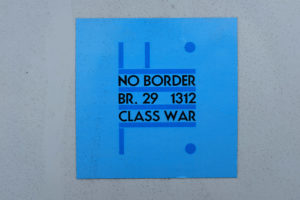 NO BORDER
BR. 29 1312
CLASS WAR